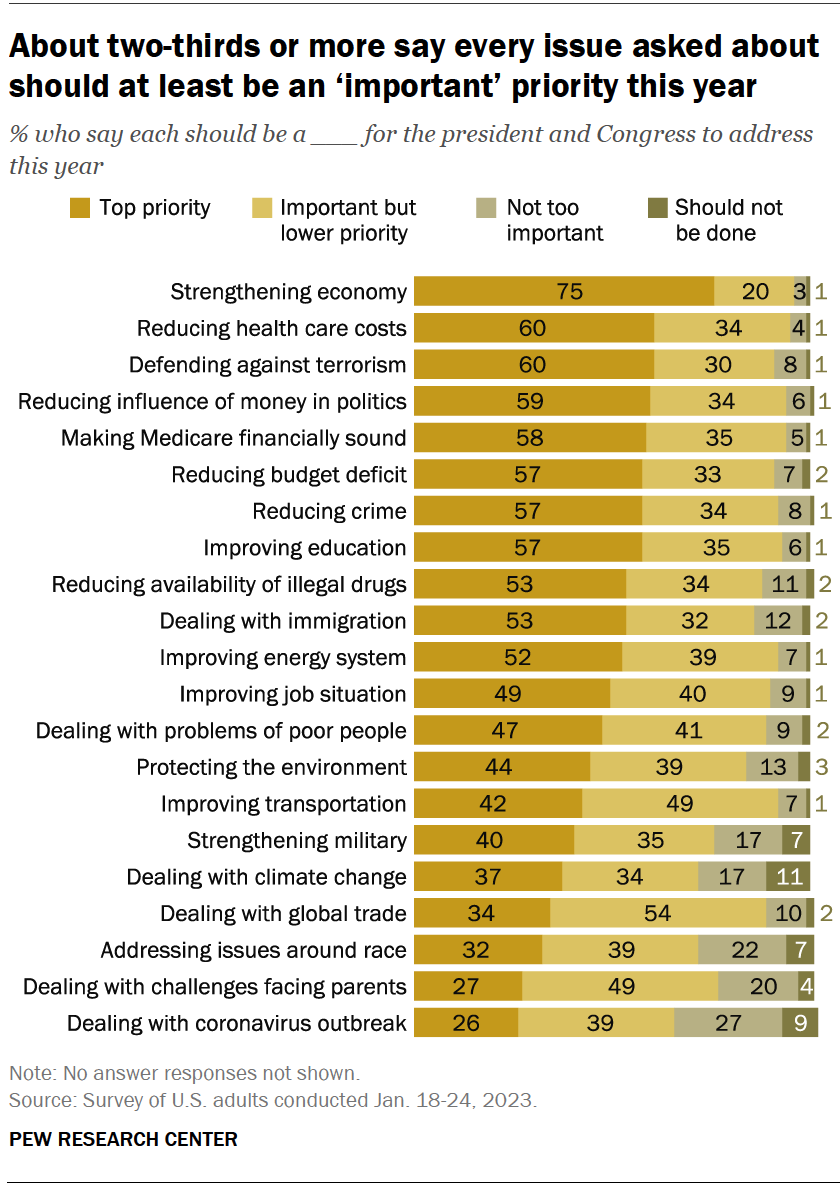 About two-thirds or more say every issue asked about
should at least be an ‘important’ priority this year
% who say each should be a ___ for the president and Congress to address
this year
Top priority
Important but
lower priority
Not too
important
Should not
be done
Strengthening economy 75 20 3 1
Reducing health care costs 60 34 4 1
Defending against terrorism 60 30 8 1
Reducing influence of money in politics 59 34 6 1
Making Medicare financially sound 58 35 5 1
Reducing budget deficit 57 33 7 2
Reducing crime 57 34 8 1
Improving education 57 35 6 1
Reducing availability of illegal drugs 53 34 11 2
Dealing with immigration 53 32 12 2
Improving energy system 52 39 7 1
Improving job situation 49 40 9 1
Dealing with problems of poor people 47 41 9 2
Protecting the environment 44 39 13 3
Improving transportation 42 49 7 1
Strengthening military 40 35 17 7
Dealing with climate change 37 34 17 11
Dealing with global trade 34 54 10 2
Addressing issues around race 32 39 22 7
Dealing with challenges facing parents 27 49 20 4
Dealing with coronavirus outbreak 26 39 27 9
Note: No answer responses not shown.
Source: Survey of U.S. adults conducted Jan. 18-24, 2023.
PEW RESEARCH CENTER